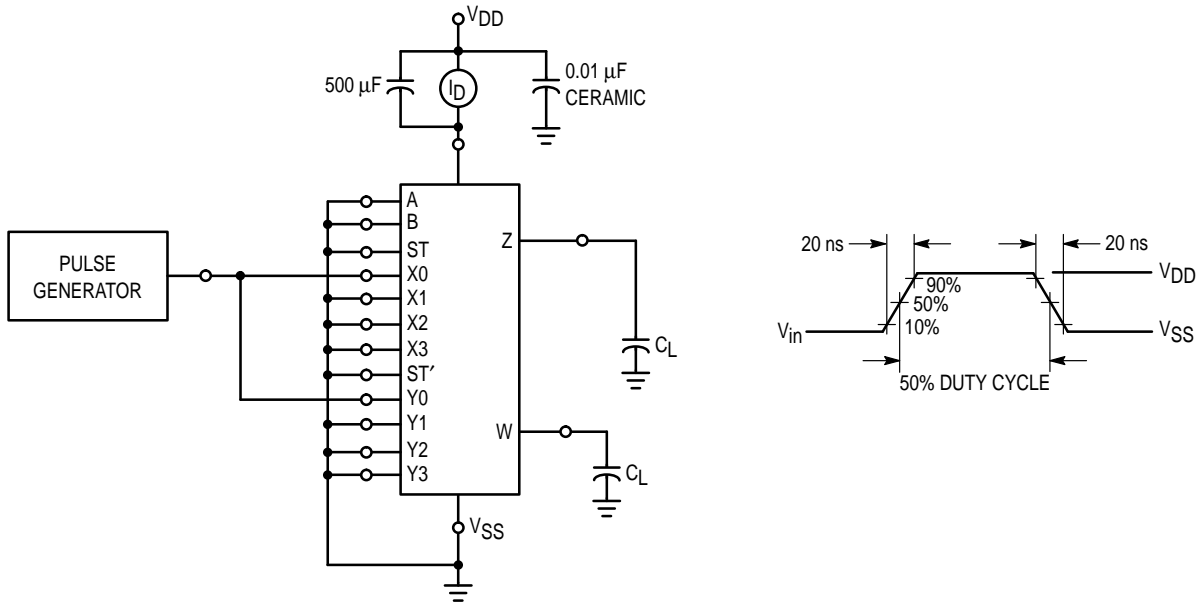 VDD
500 μF
ID
0.01 μF
CERAMIC
PULSE
GENERATOR
A
B
ST
X0
X1
X2
X3
ST′
Y0
Y1
Y2
Y3
Z
W
CL
CL
VSS
20 ns
20 ns
90%
50%
10%
Vin
VDD
VSS
50% DUTY CYCLE